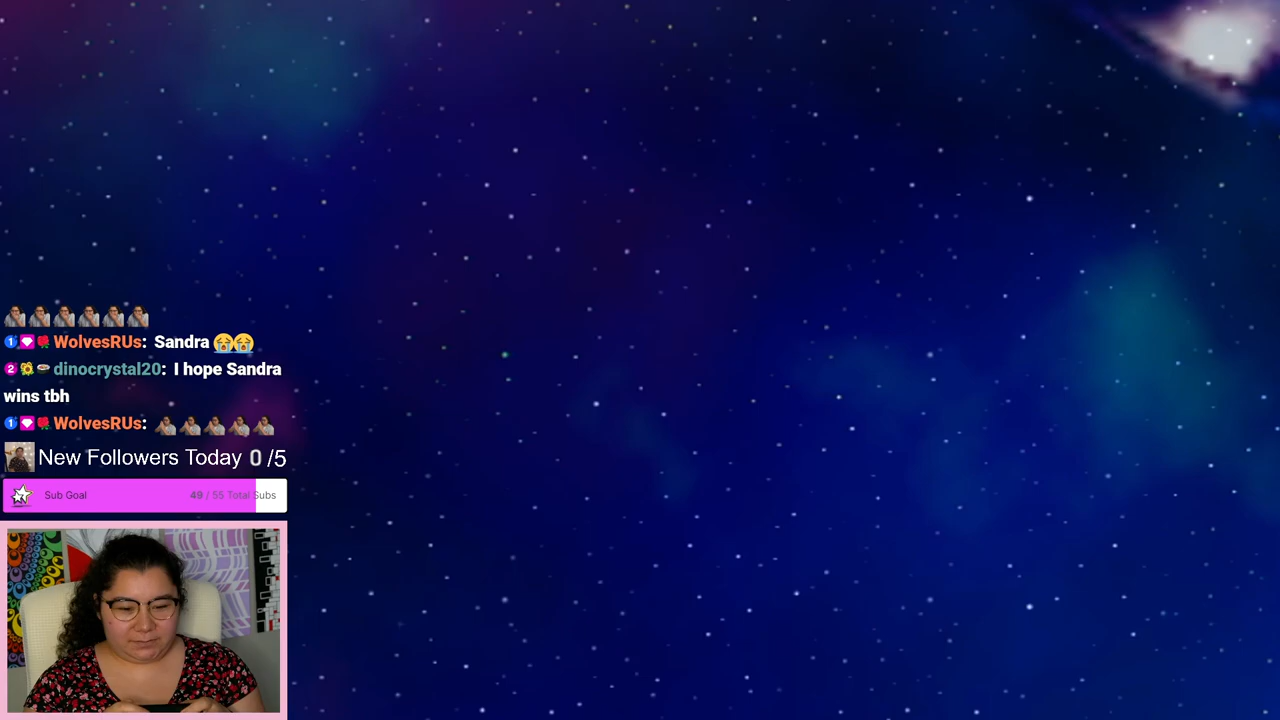 WolvesRUs: Sandra 😭😭
dinocrystal20: I hope Sandra
wins tbh
WolvesRUs:
New Followers Today 0 /5
Sub Goal 49 / 55 Total Subs